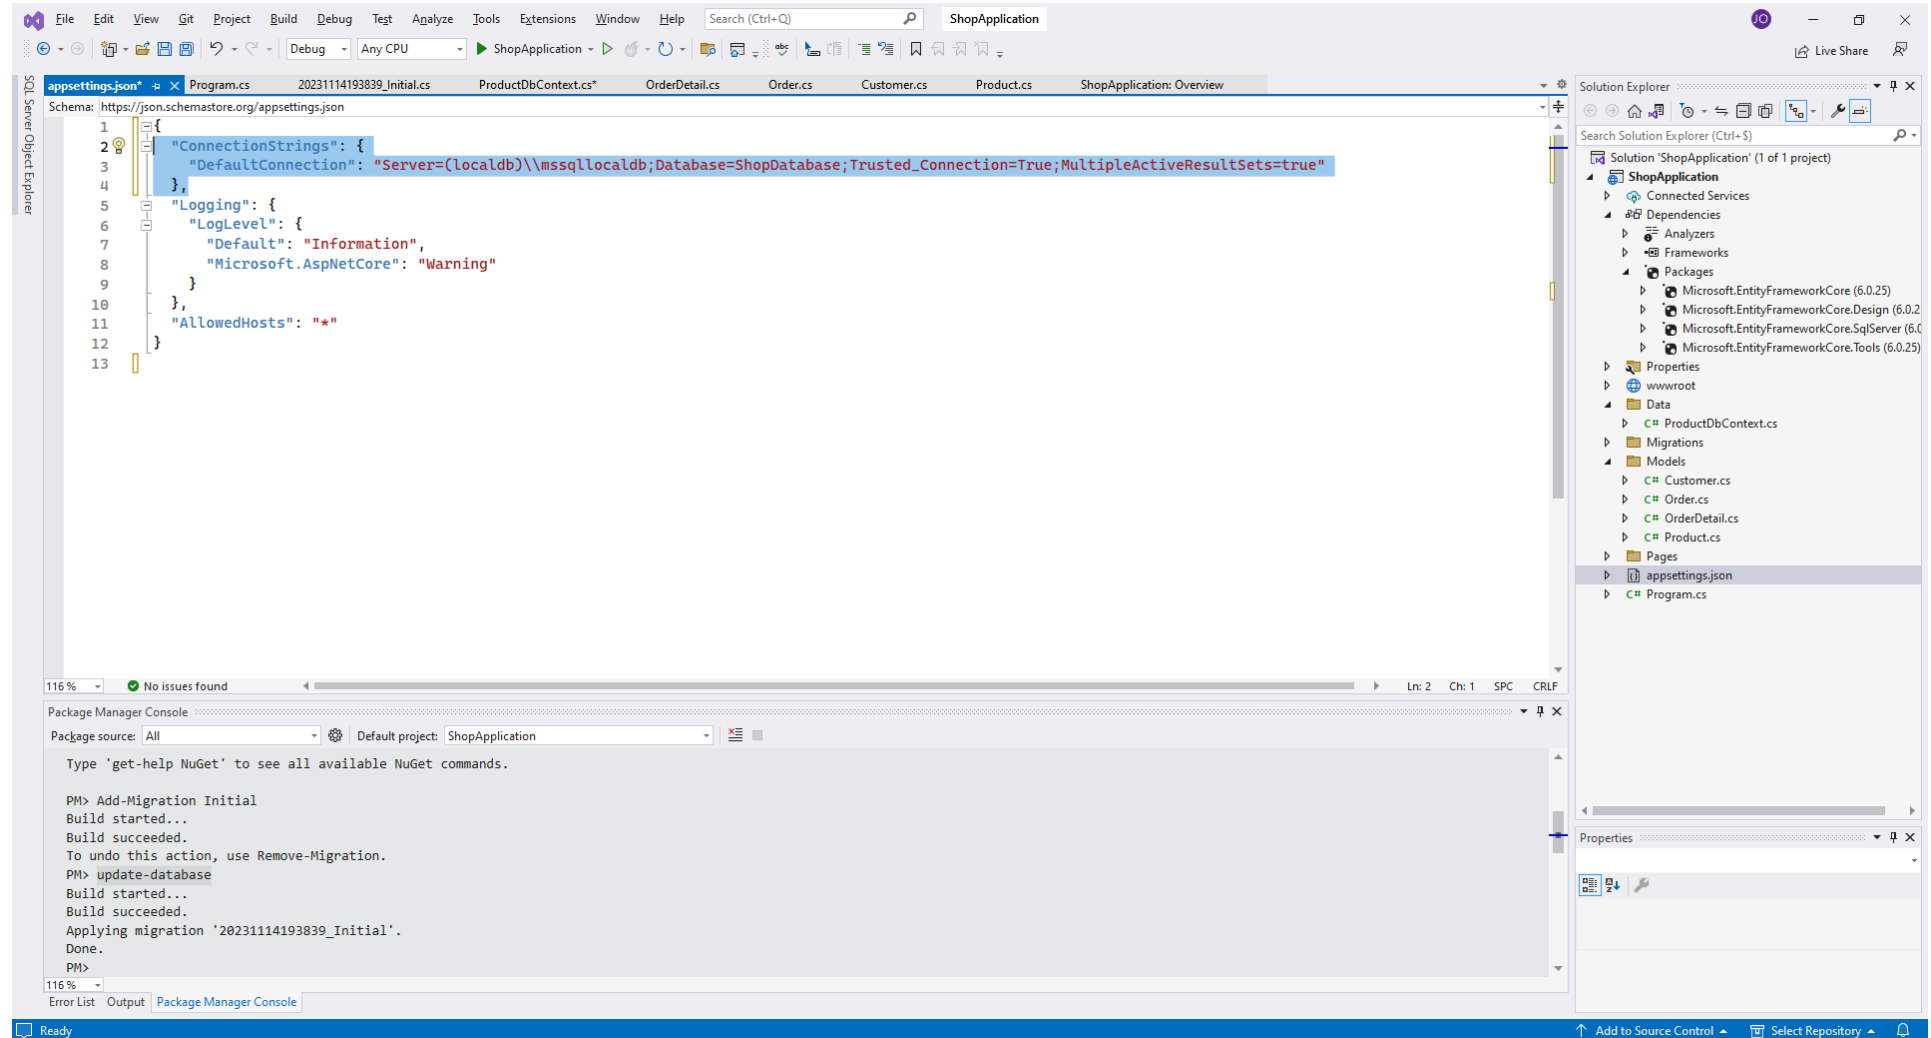 File Edit View Git Project Build Debug Test Analyze Tools Extensions Window Help Search (Ctrl+Q) ShopApplication JO
Debug Any CPU ShopApplication Live Share
SQL Server Object Explorer
appsettings.json* Program.cs 20231114193839_Initial.cs ProductDbContext.cs* OrderDetail.cs Order.cs Customer.cs Product.cs ShopApplication: Overview
Schema: https://json.schemastore.org/appsettings.json
1 {
2 "ConnectionStrings": {
3 "DefaultConnection": "Server=(localdb)\\mssqllocaldb;Database=ShopDatabase;Trusted_Connection=True;MultipleActiveResultSets=true"
4 },
5 "Logging": {
6 "LogLevel": {
7 "Default": "Information",
8 "Microsoft.AspNetCore": "Warning"
9 }
10 },
11 "AllowedHosts": "*"
12 }
13
116 % No issues found Ln: 2 Ch: 1 SPC CRLF
Package Manager Console
Package source: All Default project: ShopApplication
Type 'get-help NuGet' to see all available NuGet commands.
PM> Add-Migration Initial
Build started...
Build succeeded.
To undo this action, use Remove-Migration.
PM> update-database
Build started...
Build succeeded.
Applying migration '20231114193839_Initial'.
Done.
PM>
116 %
Error List Output Package Manager Console
Solution Explorer
Search Solution Explorer (Ctrl+$)
Solution 'ShopApplication' (1 of 1 project)
ShopApplication
Connected Services
Dependencies
Analyzers
Frameworks
Packages
Microsoft.EntityFrameworkCore (6.0.25)
Microsoft.EntityFrameworkCore.Design (6.0.2
Microsoft.EntityFrameworkCore.SqlServer (6.0
Microsoft.EntityFrameworkCore.Tools (6.0.25)
Properties
wwwroot
Data
C# ProductDbContext.cs
Migrations
Models
C# Customer.cs
C# Order.cs
C# OrderDetail.cs
C# Product.cs
Pages
appsettings.json
C# Program.cs
Properties
Ready Add to Source Control Select Repository